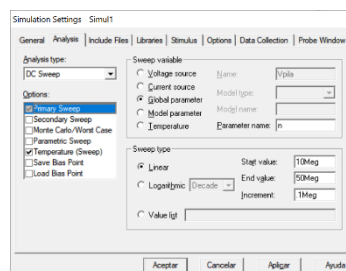 Simulation Settings - Simul1
General Analysis Include Files Libraries Stimulus Options Data Collection Probe Window
Analysis type:
DC Sweep
Options:
Primary Sweep
Secondary Sweep
Monte Carlo/Worst Case
Parametric Sweep
Temperature (Sweep)
Save Bias Point
Load Bias Point
Sweep variable
Voltage source
Current source
Global parameter
Model parameter
Temperature
Name: Vpila
Model type:
Model name:
Parameter name: n
Sweep type
Linear
Logarithmic Decade
Value list
Start value: 10Meg
End value: 50Meg
Increment: .1Meg
Aceptar Cancelar Aplicar Ayuda